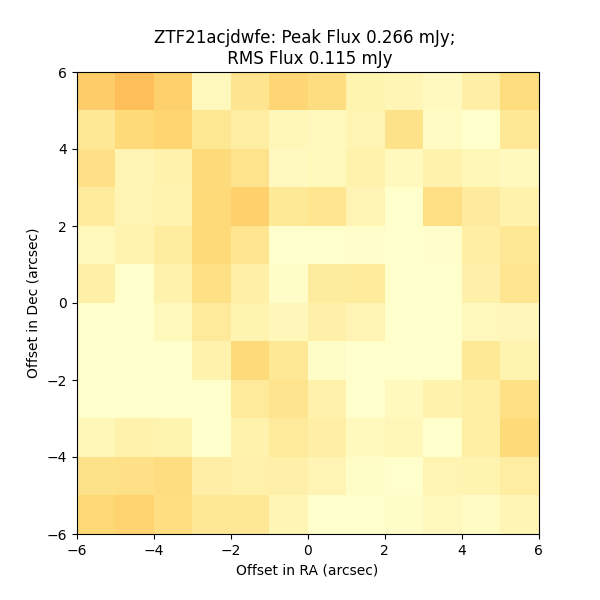 ZTF21acjdwfe: Peak Flux 0.266 mJy;
RMS Flux 0.115 mJy
6
4
2
0
−2
−4
−6
Offset in Dec (arcsec)
−6 −4 −2 0 2 4 6
Offset in RA (arcsec)